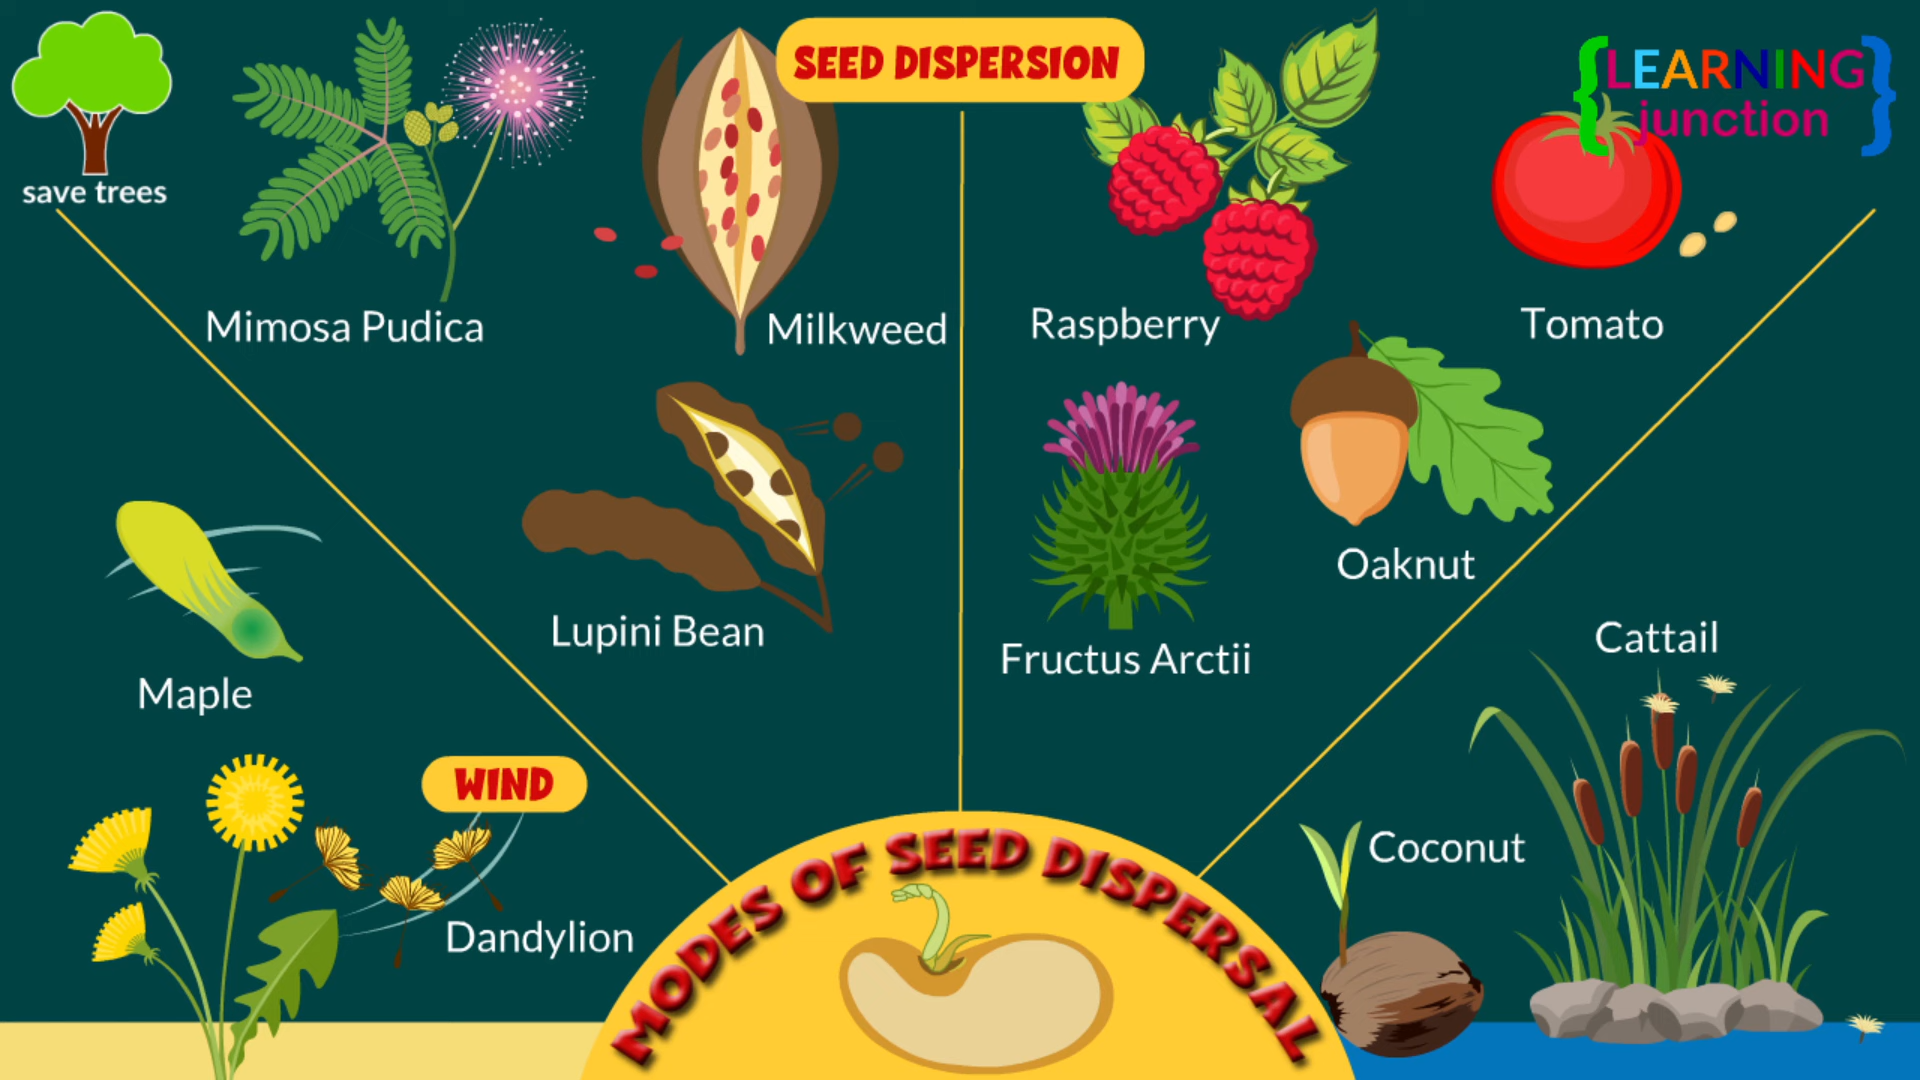 SEED DISPERSION
LEARNING
junction
save trees
Mimosa Pudica
Milkweed
Raspberry
Tomato
Lupini Bean
Fructus Arctii
Oaknut
Maple
Cattail
WIND
Dandylion
Coconut
MODES OF SEED DISPERSAL